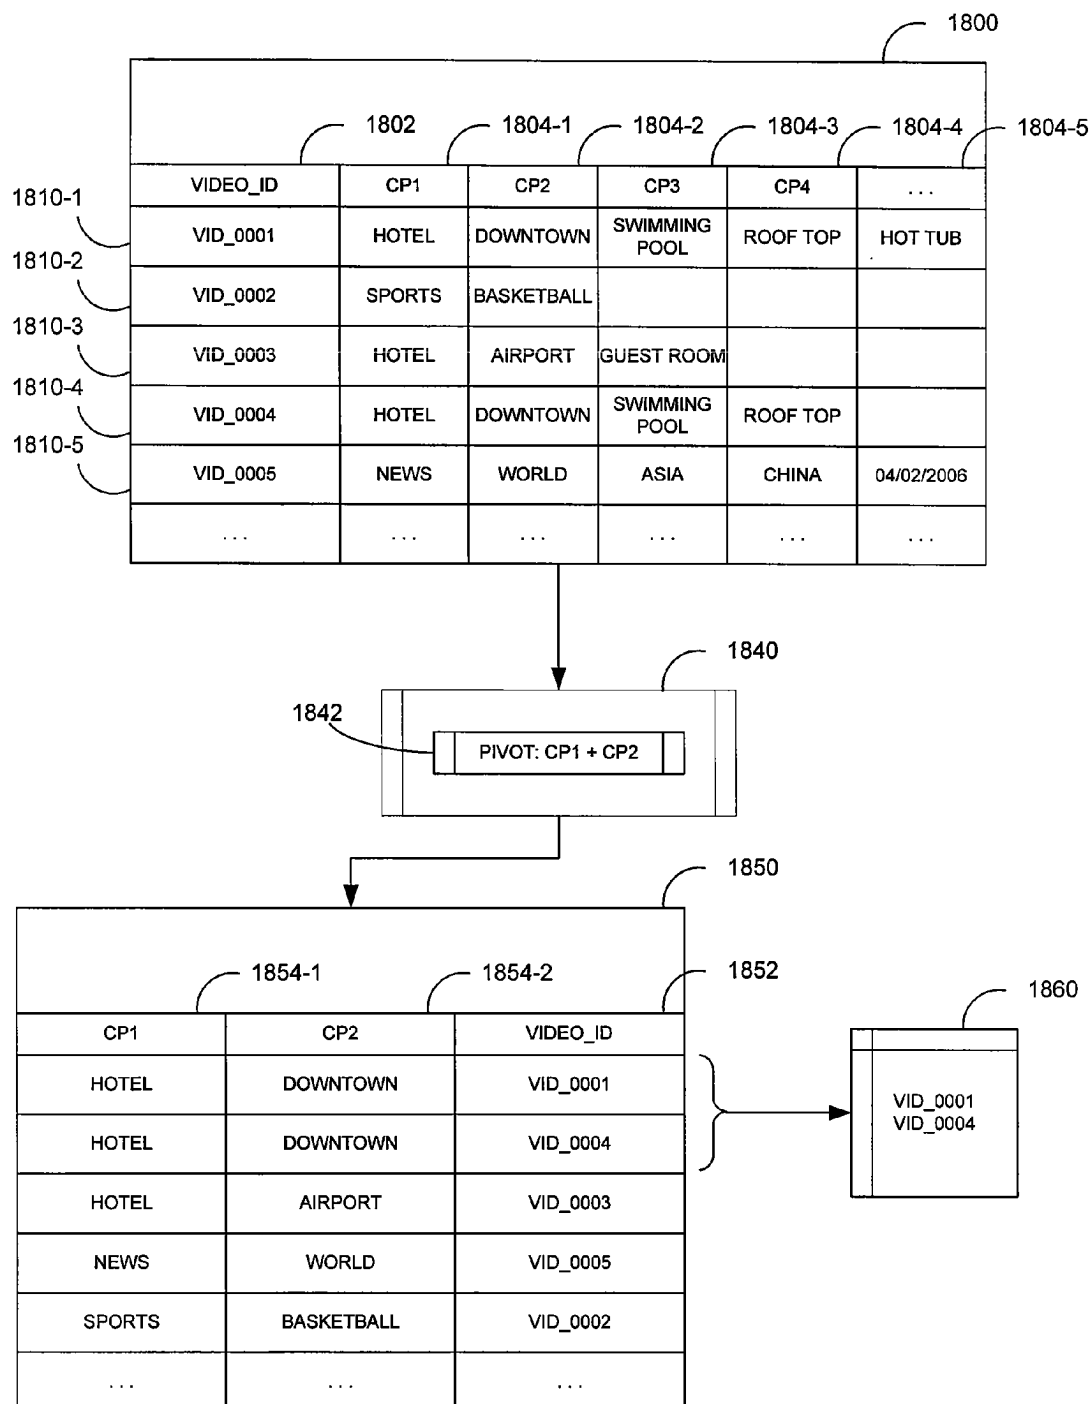 1800
1802 1804-1 1804-2 1804-3 1804-4 1804-5
VIDEO_ID CP1 CP2 CP3 CP4 ...
1810-1
VID_0001 HOTEL DOWNTOWN SWIMMING POOL ROOF TOP HOT TUB
1810-2
VID_0002 SPORTS BASKETBALL
1810-3
VID_0003 HOTEL AIRPORT GUEST ROOM
1810-4
VID_0004 HOTEL DOWNTOWN SWIMMING POOL ROOF TOP
1810-5
VID_0005 NEWS WORLD ASIA CHINA 04/02/2006
... ... ... ... ... ...
1840
1842
PIVOT: CP1 + CP2
1850
1854-1 1854-2 1852
CP1 CP2 VIDEO_ID
HOTEL DOWNTOWN VID_0001
HOTEL DOWNTOWN VID_0004
HOTEL AIRPORT VID_0003
NEWS WORLD VID_0005
SPORTS BASKETBALL VID_0002
... ... ...
1860
VID_0001
VID_0004